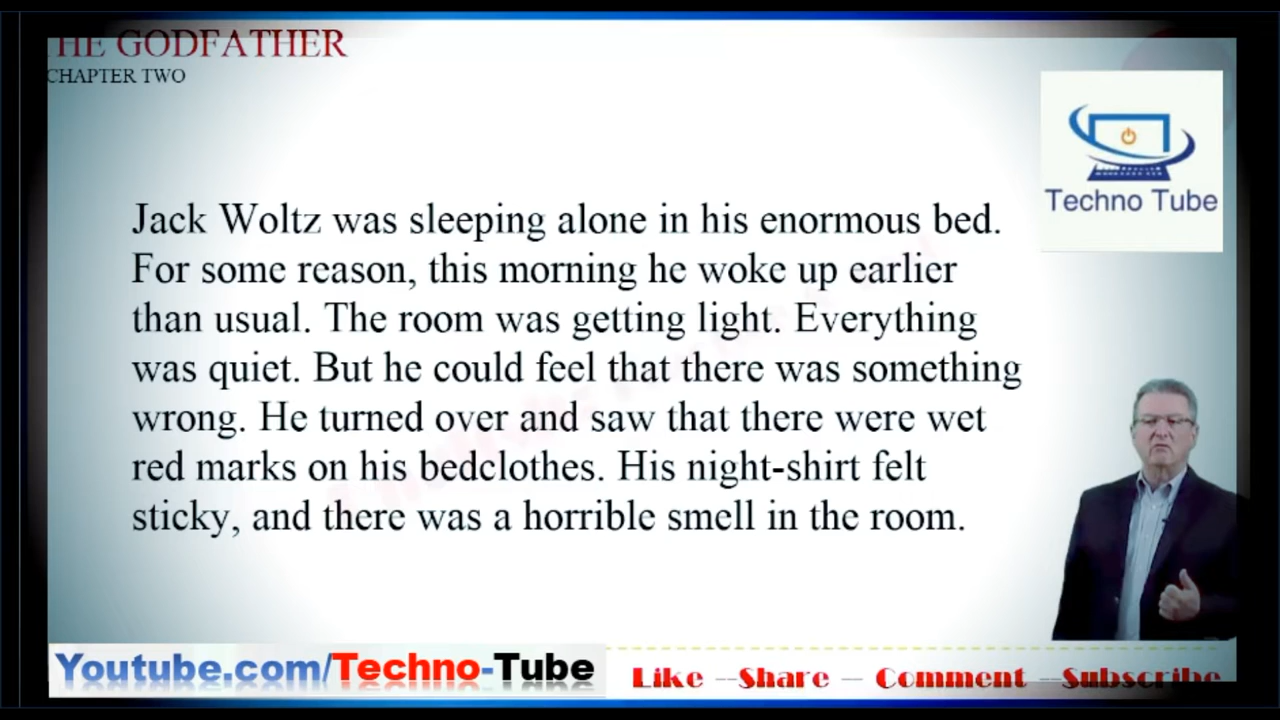 THE GODFATHER
CHAPTER TWO
Techno Tube
Jack Woltz was sleeping alone in his enormous bed.
For some reason, this morning he woke up earlier
than usual. The room was getting light. Everything
was quiet. But he could feel that there was something
wrong. He turned over and saw that there were wet
red marks on his bedclothes. His night-shirt felt
sticky, and there was a horrible smell in the room.
Youtube.com/Techno-Tube
Like --Share -- Comment --Subscribe